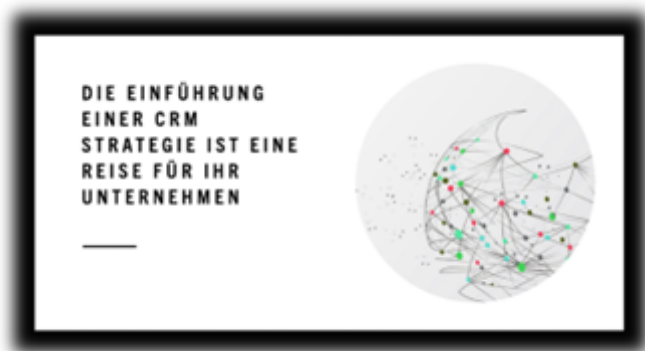 DIE EINFÜHRUNG
EINER CRM
STRATEGIE IST EINE
REISE FÜR IHR
UNTERNEHMEN